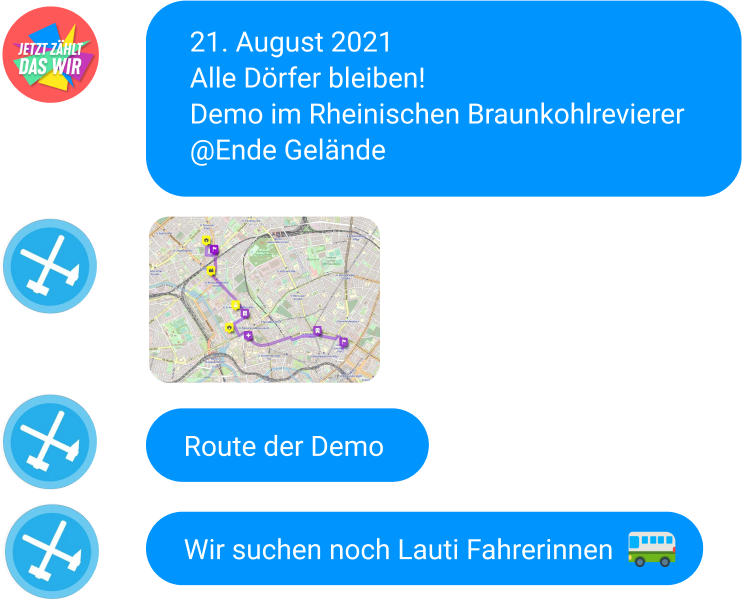 JETZT ZÄHLT
DAS WIR
21. August 2021
Alle Dörfer bleiben!
Demo im Rheinischen Braunkohlrevierer
@Ende Gelände
Route der Demo
Wir suchen noch Lauti Fahrerinnen